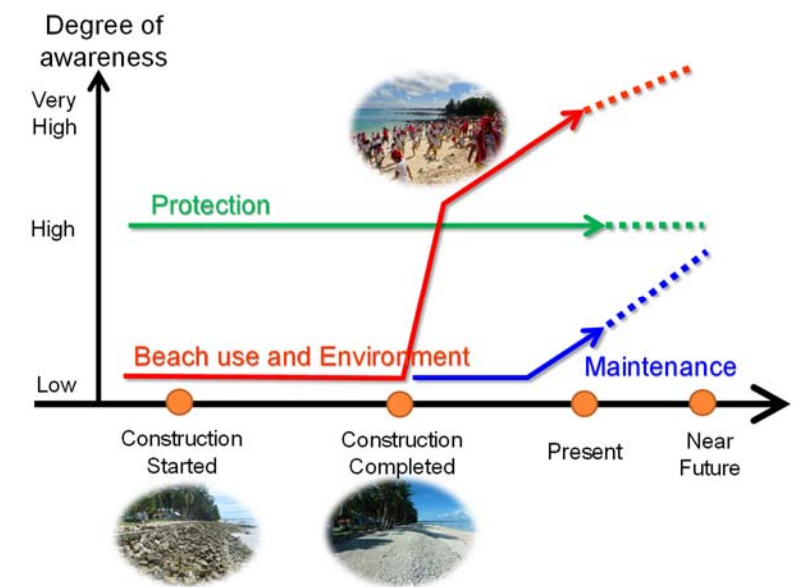 Degree of
awareness
Very
High
Protection
High
Beach use and Environment
Maintenance
Low
Construction
Started
Construction
Completed
Present
Near
Future